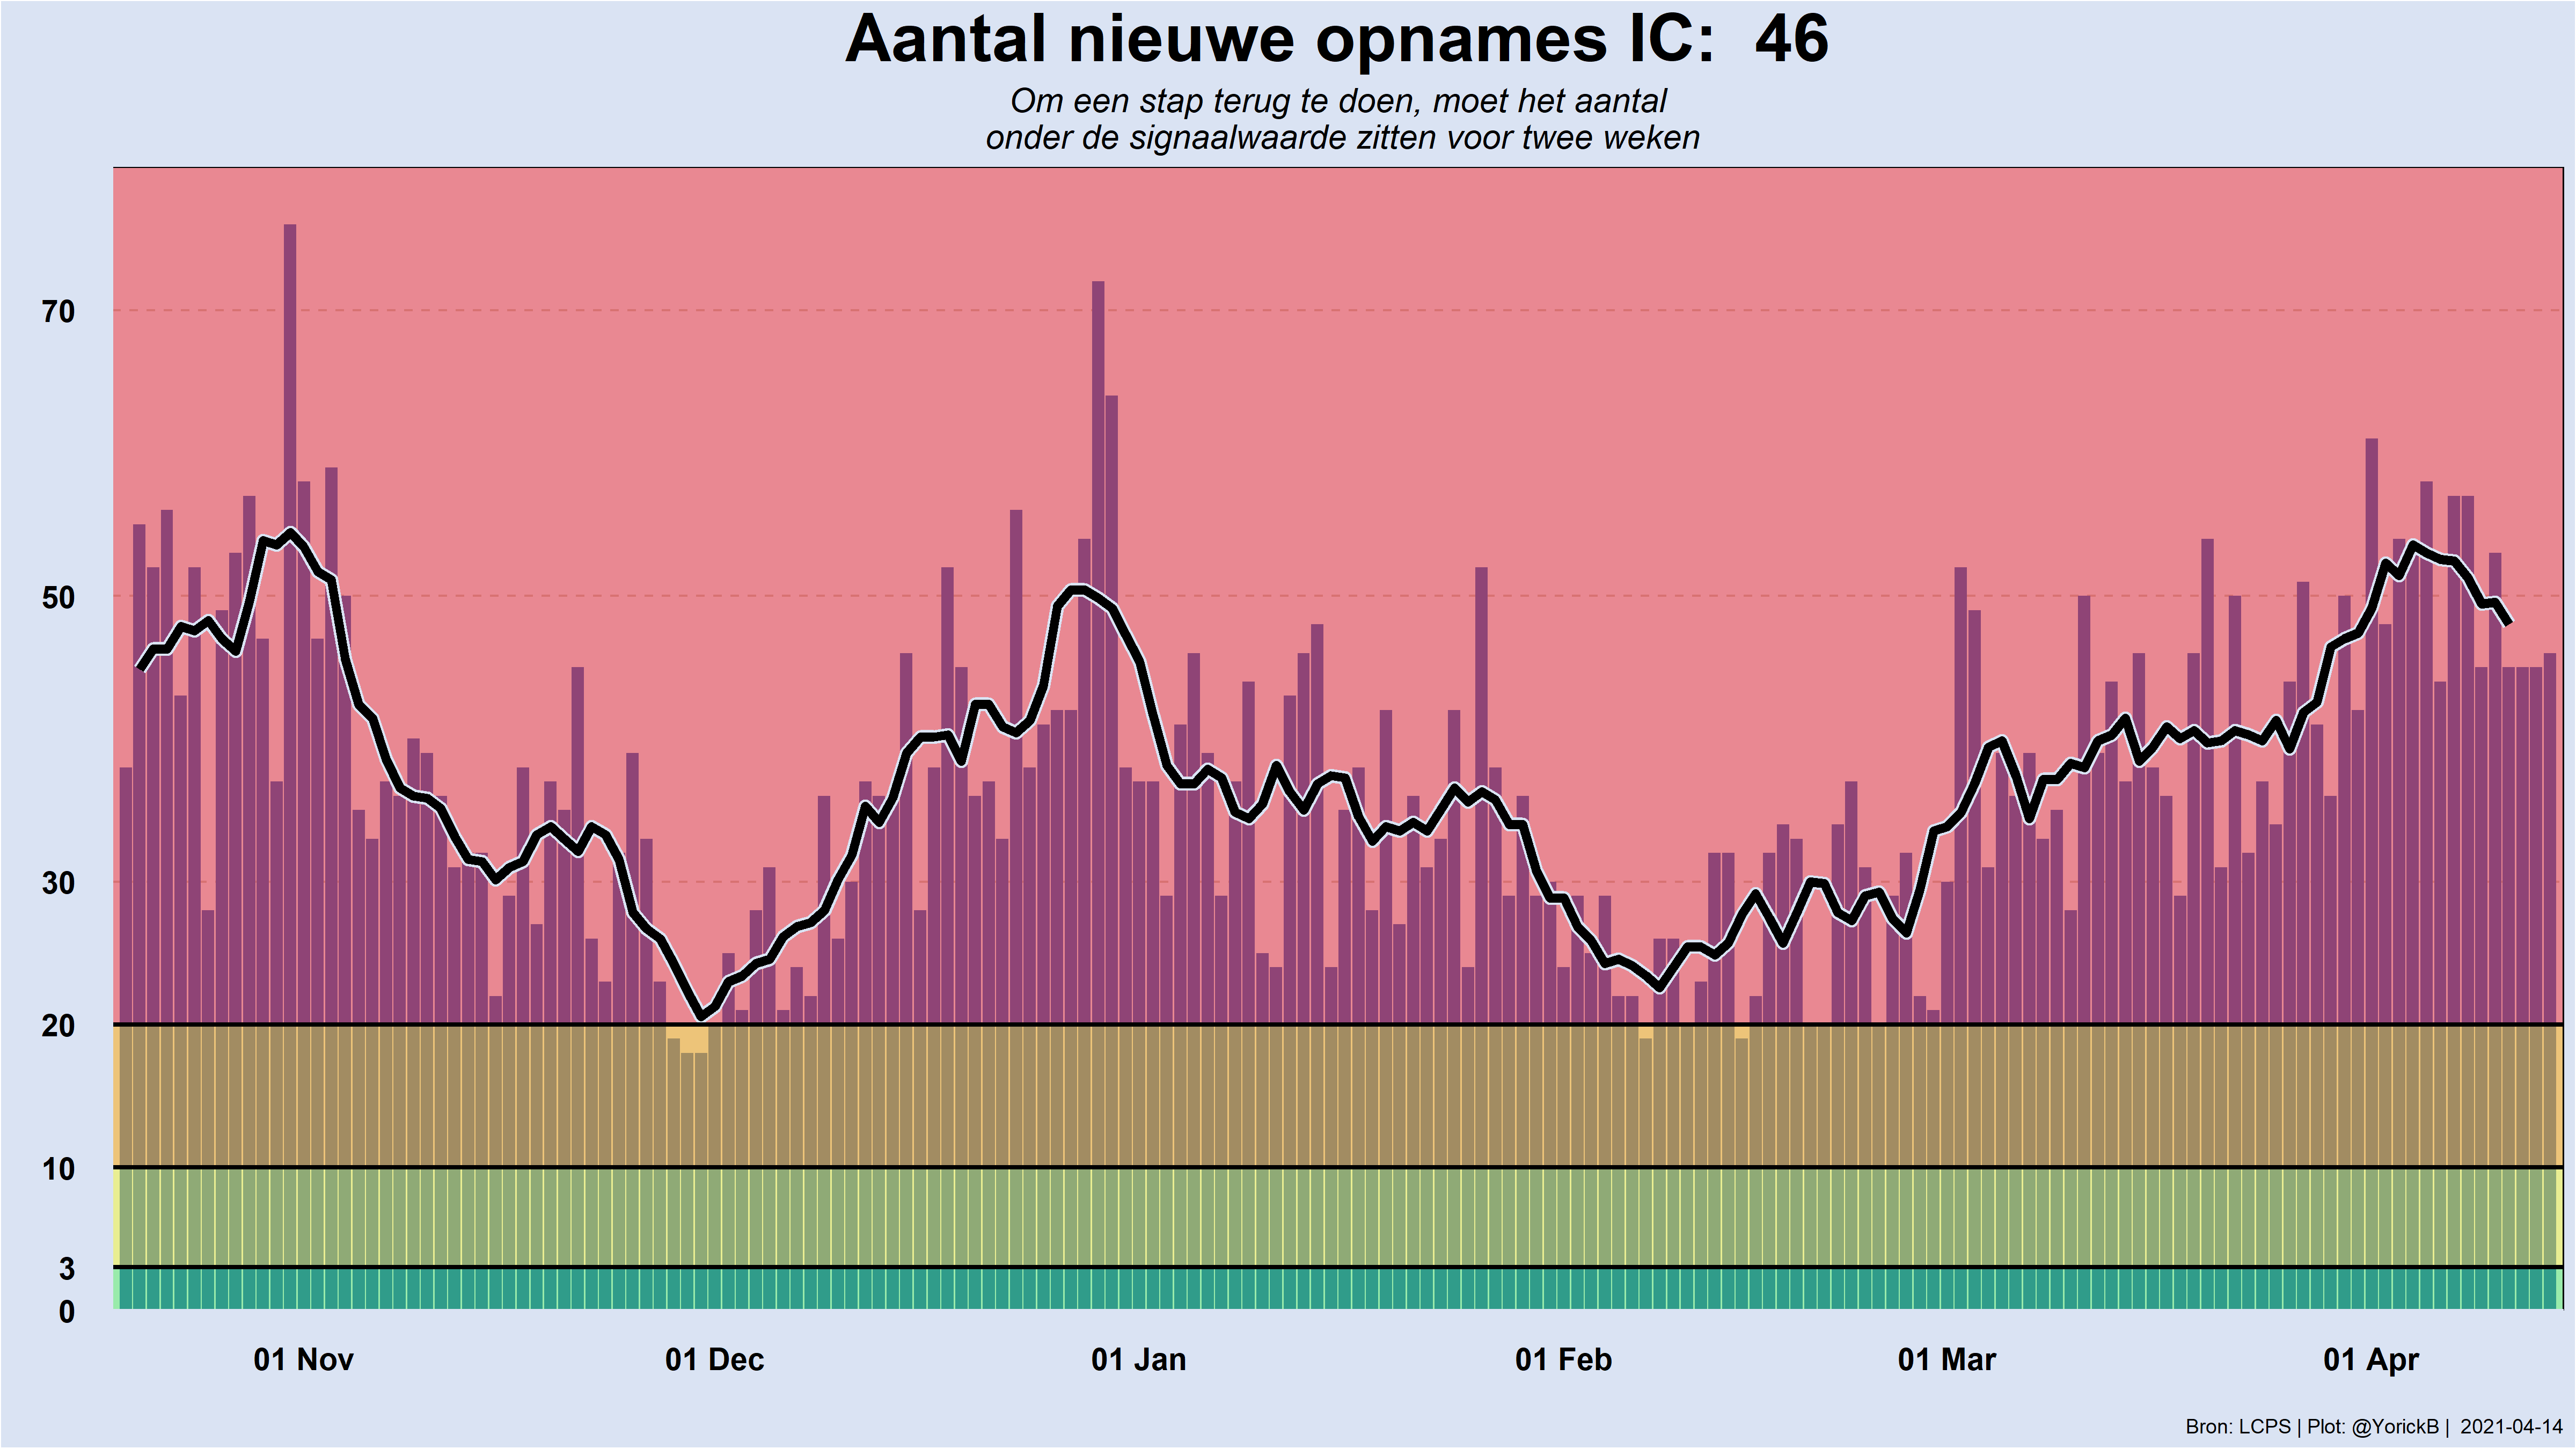 Aantal nieuwe opnames IC:  46
Om een stap terug te doen, moet het aantal
onder de signaalwaarde zitten voor twee weken
70
50
30
20
10
3
0
01 Nov
01 Dec
01 Jan
01 Feb
01 Mar
01 Apr
Bron: LCPS | Plot: @YorickB |  2021-04-14